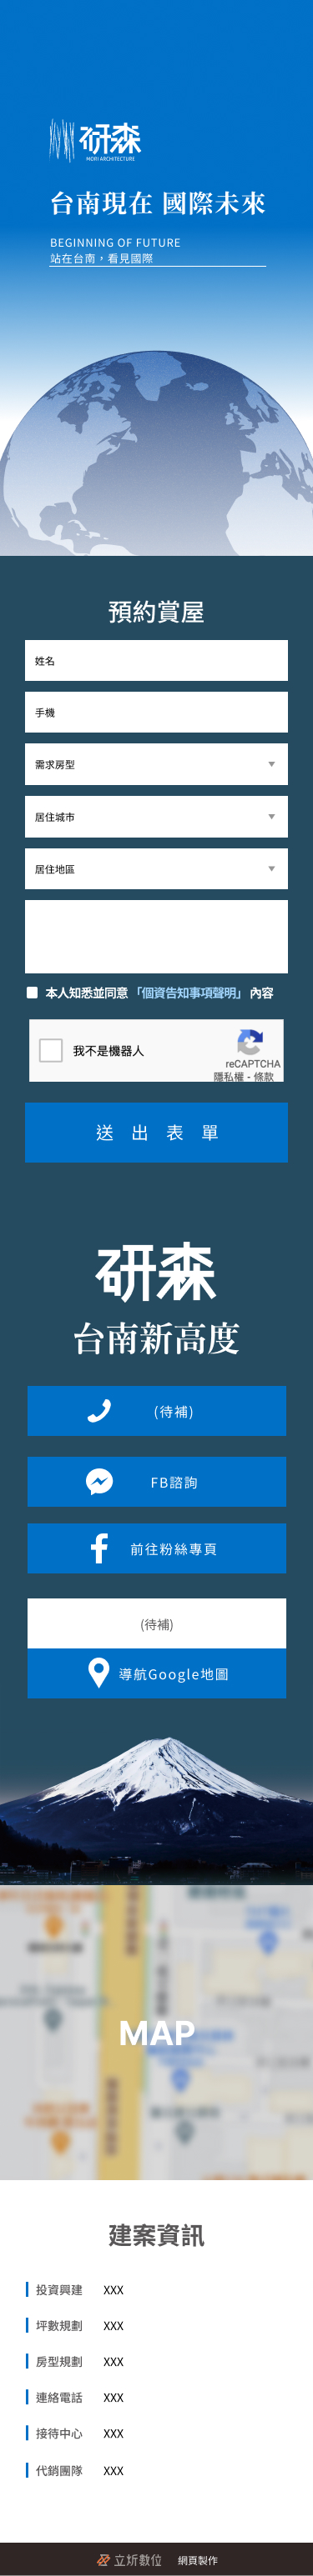 研森
MORI ARCHITECTURE
台南現在 國際未來
BEGINNING OF FUTURE
站在台南，看見國際
預約賞屋
姓名
手機
需求房型
居住城市
居住地區
本人知悉並同意「個資告知事項聲明」內容
我不是機器人
reCAPTCHA
隱私權 - 條款
送出表單
研森
台南新高度
(待補)
FB諮詢
前往粉絲專頁
(待補)
導航Google地圖
MAP
建案資訊
投資興建 XXX
坪數規劃 XXX
房型規劃 XXX
連絡電話 XXX
接待中心 XXX
代銷團隊 XXX
立炘數位 網頁製作